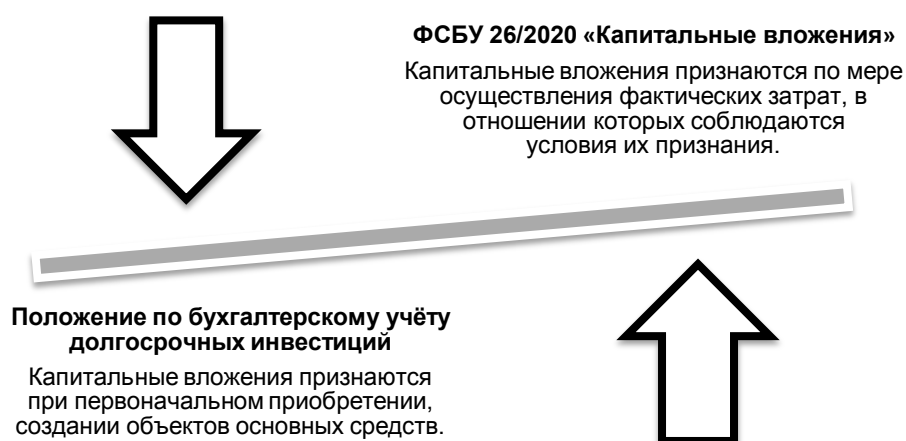 ФСБУ 26/2020 «Капитальные вложения»
Капитальные вложения признаются по мере
осуществления фактических затрат, в
отношении которых соблюдаются
условия их признания.
Положение по бухгалтерскому учёту
долгосрочных инвестиций
Капитальные вложения признаются
при первоначальном приобретении,
создании объектов основных средств.